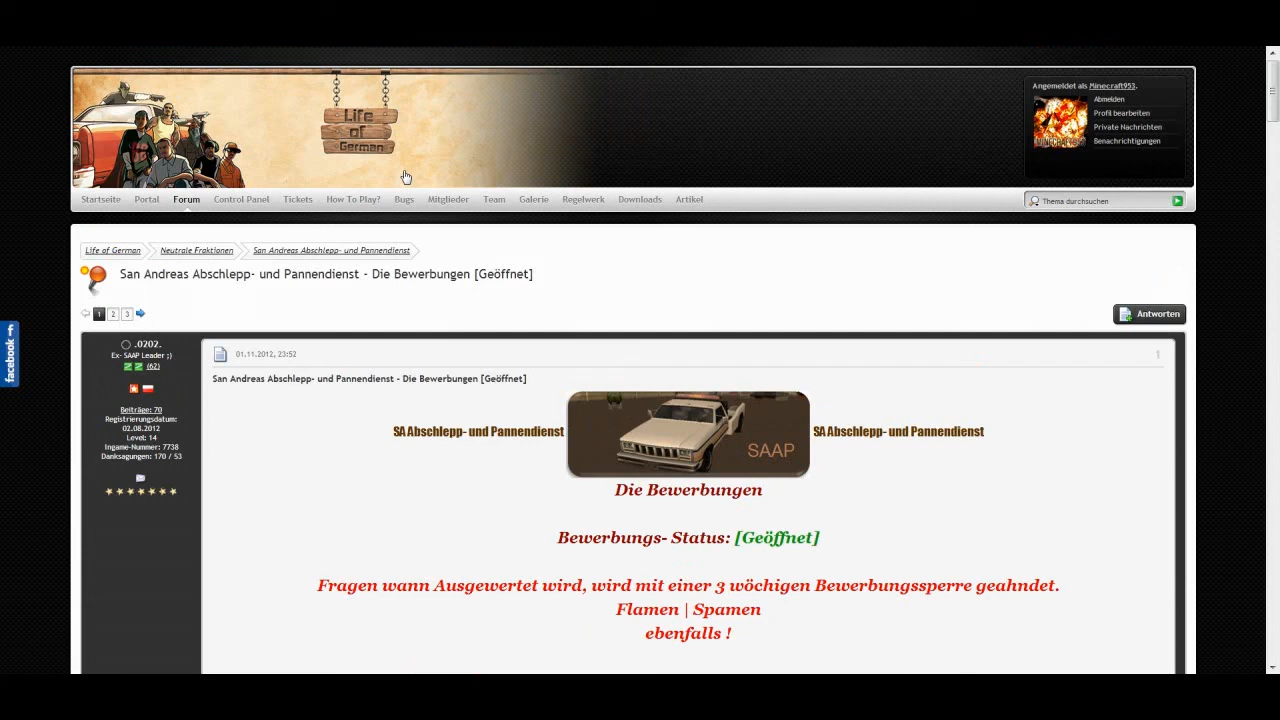 Life
of
German
Angemeldet als Minecraft953.
Abmelden
Profil bearbeiten
Private Nachrichten
Benachrichtigungen
Startseite Portal Forum Control Panel Tickets How To Play? Bugs Mitglieder Team Galerie Regelwerk Downloads Artikel
Thema durchsuchen
Life of German Neutrale Fraktionen San Andreas Abschlepp- und Pannendienst
San Andreas Abschlepp- und Pannendienst - Die Bewerbungen [Geöffnet]
1 2 3
Antworten
facebook
.0202.
Ex- SAAP Leader ;)
(62)
Beiträge: 70
Registrierungsdatum:
02.08.2012
Level: 14
Ingame-Nummer: 7738
Danksagungen: 170 / 53
01.11.2012, 23:52
1
San Andreas Abschlepp- und Pannendienst - Die Bewerbungen [Geöffnet]
SA Abschlepp- und Pannendienst SAAP SA Abschlepp- und Pannendienst
Die Bewerbungen
Bewerbungs- Status: [Geöffnet]
Fragen wann Ausgewertet wird, wird mit einer 3 wöchigen Bewerbungssperre geahndet.
Flamen | Spamen
ebenfalls !